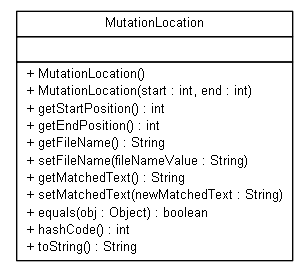 MutationLocation
+ MutationLocation()
+ MutationLocation(start : int, end : int)
+ getStartPosition() : int
+ getEndPosition() : int
+ getFileName() : String
+ setFileName(fileNameValue : String)
+ getMatchedText() : String
+ setMatchedText(newMatchedText : String)
+ equals(obj : Object) : boolean
+ hashCode() : int
+ toString() : String